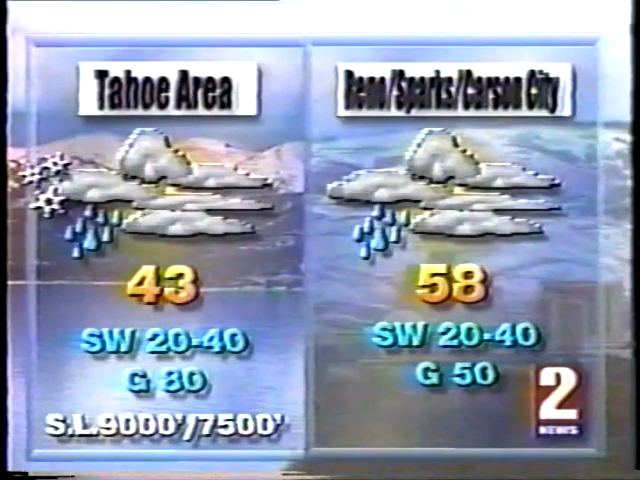 Tahoe Area
43
SW 20-40
G 80
S.L.9000'/7500'
Reno/Sparks/Carson City
58
SW 20-40
G 50
2
NEWS